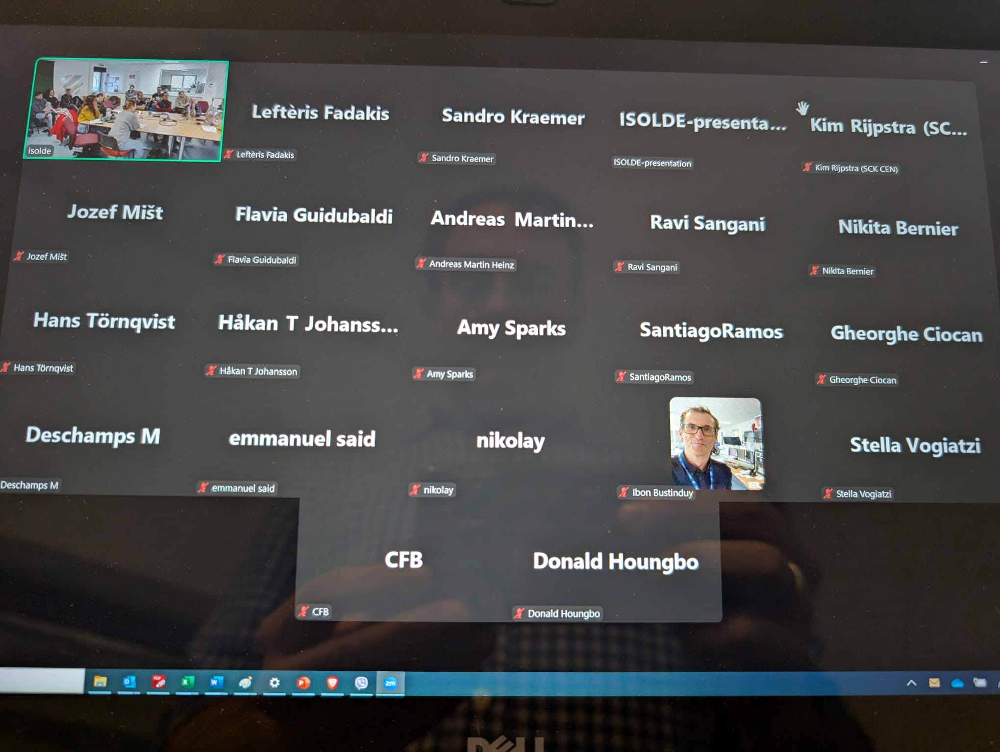 isolde
Leftèris Fadakis
Leftèris Fadakis
Sandro Kraemer
Sandro Kraemer
ISOLDE-presenta...
ISOLDE-presentation
Kim Rijpstra (SC...
Kim Rijpstra (SCK CEN)
Jozef Mišt
Jozef Mišt
Flavia Guidubaldi
Flavia Guidubaldi
Andreas Martin...
Andreas Martin Heinz
Ravi Sangani
Ravi Sangani
Nikita Bernier
Nikita Bernier
Hans Törnqvist
Hans Törnqvist
Håkan T Johanss...
Håkan T Johansson
Amy Sparks
Amy Sparks
SantiagoRamos
SantiagoRamos
Gheorghe Ciocan
Gheorghe Ciocan
Deschamps M
Deschamps M
emmanuel said
emmanuel said
nikolay
nikolay
Ibon Bustinduy
Stella Vogiatzi
Stella Vogiatzi
CFB
CFB
Donald Houngbo
Donald Houngbo
zm
DELL